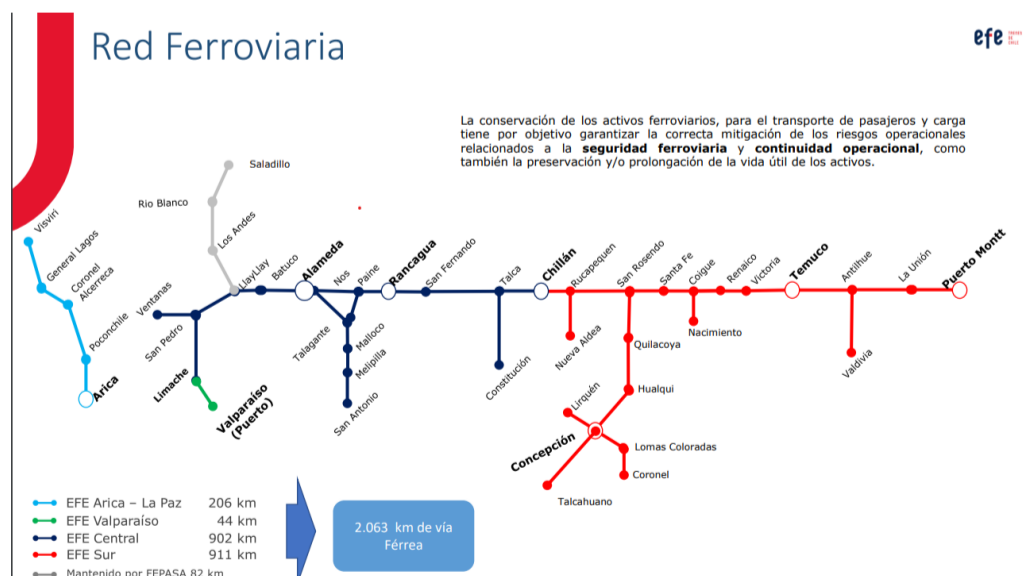 Red Ferroviaria
efe
TRENES
DE
CHILE
La conservación de los activos ferroviarios, para el transporte de pasajeros y carga
tiene por objetivo garantizar la correcta mitigación de los riesgos operacionales
relacionados a la seguridad ferroviaria y continuidad operacional, como
también la preservación y/o prolongación de la vida útil de los activos.
Saladillo
Rio Blanco
Los Andes
Visviri
General Lagos
Coronel
Alcerreca
Poconchile
Arica
Ventanas
San Pedro
Limache
Valparaíso
(Puerto)
LlayLlay
Batuco
Alameda
Nos
Paine
Rancagua
San Fernando
Talca
Chillán
Rucapequen
San Rosendo
Santa Fe
Coigue
Renaico
Victoria
Temuco
Antilhue
La Unión
Puerto Montt
Talagante
Malloco
Melipilla
San Antonio
Constitución
Nueva Aldea
Quilacoya
Nacimiento
Valdivia
Hualqui
Lirquén
Concepción
Lomas Coloradas
Coronel
Talcahuano
EFE Arica – La Paz 206 km
EFE Valparaíso 44 km
EFE Central 902 km
EFE Sur 911 km
Mantenido por FEPASA 82 km
2.063 km de vía
Férrea